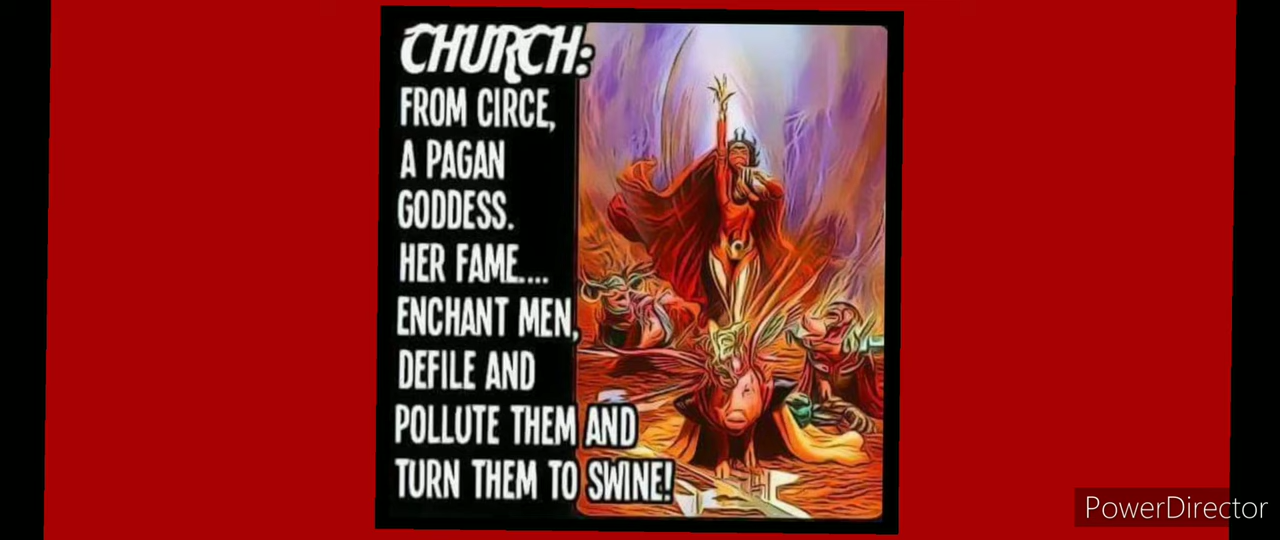 CHURCH:
FROM CIRCE,
A PAGAN
GODDESS.
HER FAME....
ENCHANT MEN,
DEFILE AND
POLLUTE THEM AND
TURN THEM TO SWINE!
PowerDirector